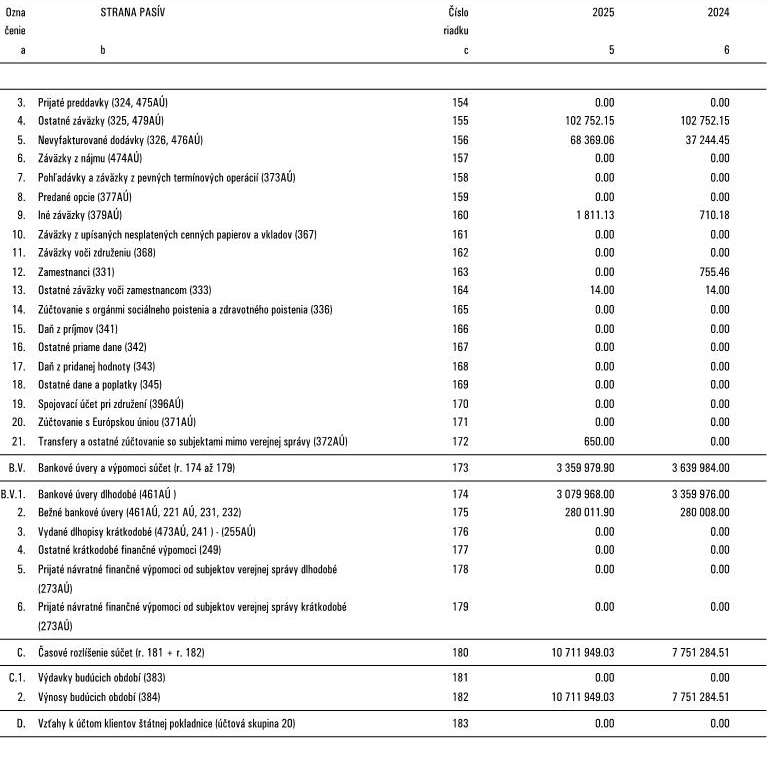 Ozna STRANA PASÍV Číslo 2025 2024
čenie riadku
a b c 5 6
3. Prijaté preddavky (324, 475AÚ) 154 0.00 0.00
4. Ostatné záväzky (325, 479AÚ) 155 102 752.15 102 752.15
5. Nevyfakturované dodávky (326, 476AÚ) 156 68 369.06 37 244.45
6. Záväzky z nájmu (474AÚ) 157 0.00 0.00
7. Pohľadávky a záväzky z pevných termínových operácií (373AÚ) 158 0.00 0.00
8. Predané opcie (377AÚ) 159 0.00 0.00
9. Iné záväzky (379AÚ) 160 1 811.13 710.18
10. Záväzky z upísaných nesplatených cenných papierov a vkladov (367) 161 0.00 0.00
11. Záväzky voči združeniu (368) 162 0.00 0.00
12. Zamestnanci (331) 163 0.00 755.46
13. Ostatné záväzky voči zamestnancom (333) 164 14.00 14.00
14. Zúčtovanie s orgánmi sociálneho poistenia a zdravotného poistenia (336) 165 0.00 0.00
15. Daň z príjmov (341) 166 0.00 0.00
16. Ostatné priame dane (342) 167 0.00 0.00
17. Daň z pridanej hodnoty (343) 168 0.00 0.00
18. Ostatné dane a poplatky (345) 169 0.00 0.00
19. Spojovací účet pri združení (396AÚ) 170 0.00 0.00
20. Zúčtovanie s Európskou úniou (371AÚ) 171 0.00 0.00
21. Transfery a ostatné zúčtovanie so subjektami mimo verejnej správy (372AÚ) 172 650.00 0.00
B.V. Bankové úvery a výpomoci súčet (r. 174 až 179) 173 3 359 979.90 3 639 984.00
B.V.1. Bankové úvery dlhodobé (461AÚ ) 174 3 079 968.00 3 359 976.00
2. Bežné bankové úvery (461AÚ, 221 AÚ, 231, 232) 175 280 011.90 280 008.00
3. Vydané dlhopisy krátkodobé (473AÚ, 241 ) - (255AÚ) 176 0.00 0.00
4. Ostatné krátkodobé finančné výpomoci (249) 177 0.00 0.00
5. Prijaté návratné finančné výpomoci od subjektov verejnej správy dlhodobé 178 0.00 0.00
(273AÚ)
6. Prijaté návratné finančné výpomoci od subjektov verejnej správy krátkodobé 179 0.00 0.00
(273AÚ)
C. Časové rozlíšenie súčet (r. 181 + r. 182) 180 10 711 949.03 7 751 284.51
C.1. Výdavky budúcich období (383) 181 0.00 0.00
2. Výnosy budúcich období (384) 182 10 711 949.03 7 751 284.51
D. Vzťahy k účtom klientov štátnej pokladnice (účtová skupina 20) 183 0.00 0.00